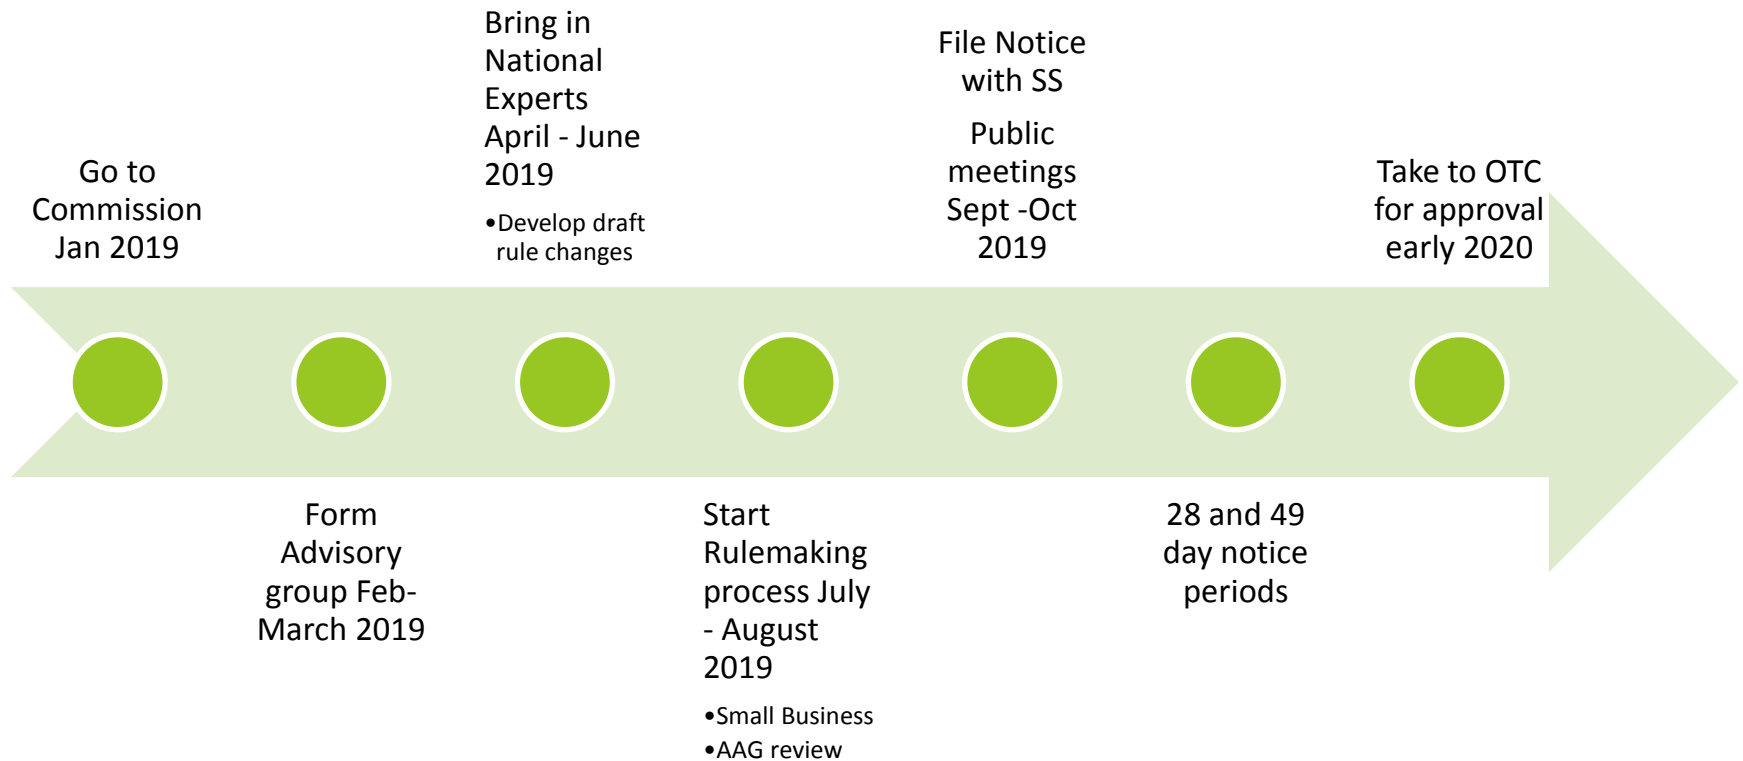 Go to
Commission
Jan 2019
Form
Advisory
group Feb-
March 2019
Bring in
National
Experts
April - June
2019
•Develop draft
rule changes
Start
Rulemaking
process July
- August
2019
•Small Business
•AAG review
File Notice
with SS
Public
meetings
Sept -Oct
2019
28 and 49
day notice
periods
Take to OTC
for approval
early 2020